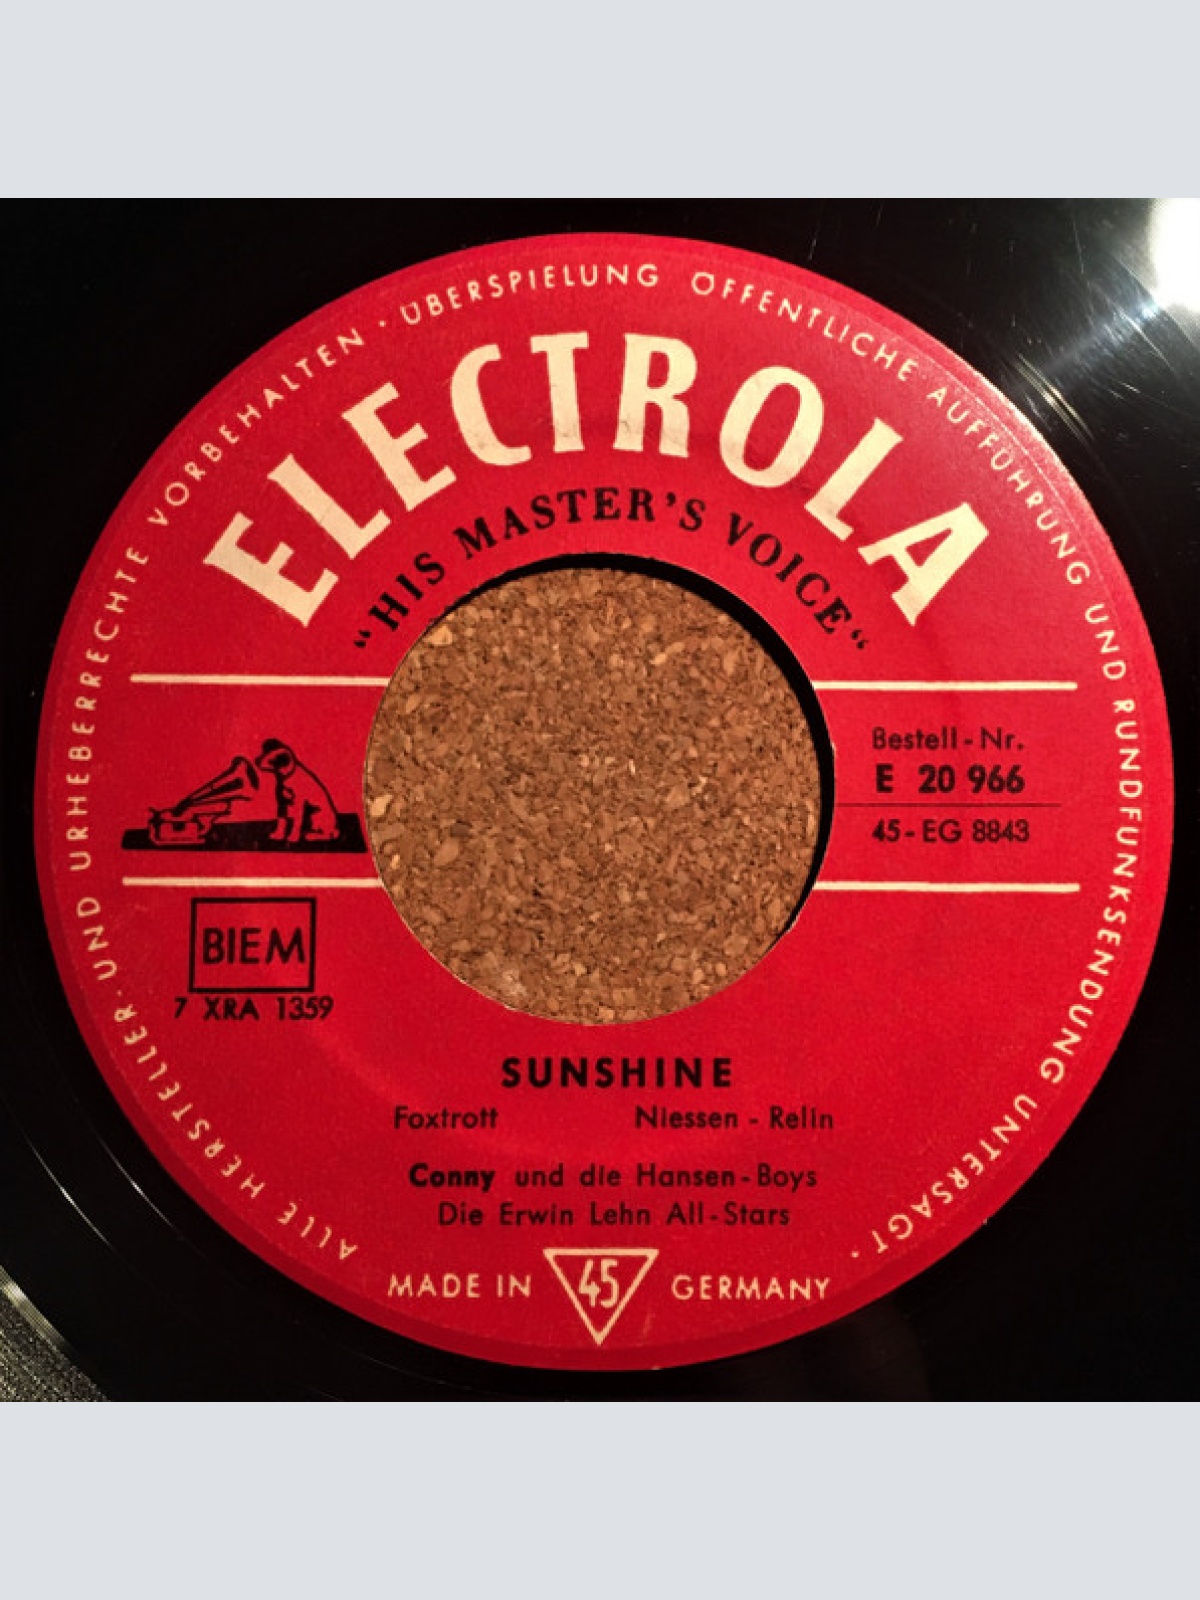 ALLE HERSTELLER- UND URHEBERRECHTE VORBEHALTEN · ÜBERSPIELUNG ÖFFENTLICHE AUFFÜHRUNG UND RUNDFUNKSENDUNG UNTERSAGT ·
ELECTROLA
“HIS MASTER'S VOICE“
Bestell-Nr.
E 20 966
45-EG 8843
BIEM
7 XRA 1359
SUNSHINE
Foxtrott Niessen - Relin
Conny und die Hansen-Boys
Die Erwin Lehn All-Stars
MADE IN 45 GERMANY